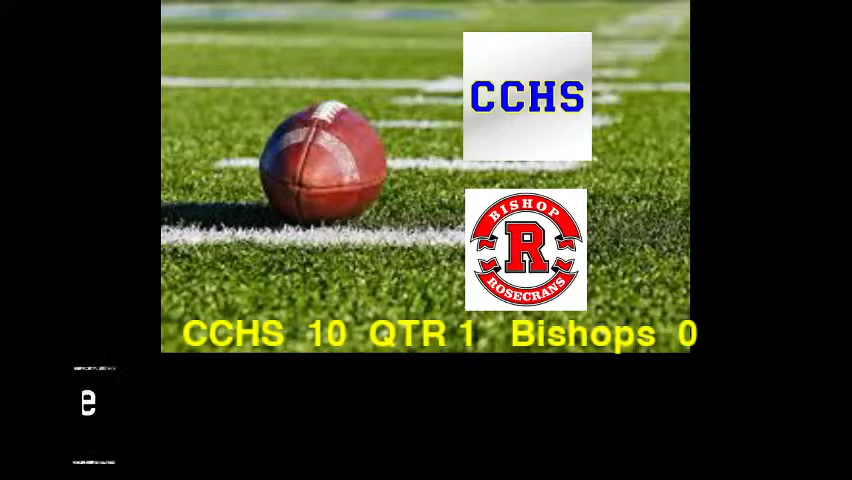 CCHS
BISHOP
R
ROSECRANS
CCHS 10 QTR 1 Bishops 0
e